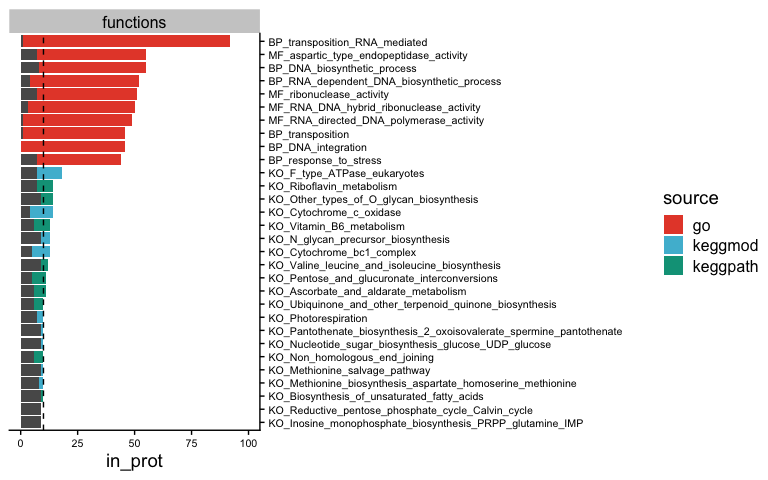 functions
BP_transposition_RNA_mediated
MF_aspartic_type_endopeptidase_activity
BP_DNA_biosynthetic_process
BP_RNA_dependent_DNA_biosynthetic_process
MF_ribonuclease_activity
MF_RNA_DNA_hybrid_ribonuclease_activity
MF_RNA_directed_DNA_polymerase_activity
BP_transposition
BP_DNA_integration
BP_response_to_stress
KO_F_type_ATPase_eukaryotes
KO_Riboflavin_metabolism
KO_Other_types_of_O_glycan_biosynthesis
KO_Cytochrome_c_oxidase
KO_Vitamin_B6_metabolism
KO_N_glycan_precursor_biosynthesis
KO_Cytochrome_bc1_complex
KO_Valine_leucine_and_isoleucine_biosynthesis
KO_Pentose_and_glucuronate_interconversions
KO_Ascorbate_and_aldarate_metabolism
KO_Ubiquinone_and_other_terpenoid_quinone_biosynthesis
KO_Photorespiration
KO_Pantothenate_biosynthesis_2_oxoisovalerate_spermine_pantothenate
KO_Nucleotide_sugar_biosynthesis_glucose_UDP_glucose
KO_Non_homologous_end_joining
KO_Methionine_salvage_pathway
KO_Methionine_biosynthesis_aspartate_homoserine_methionine
KO_Biosynthesis_of_unsaturated_fatty_acids
KO_Reductive_pentose_phosphate_cycle_Calvin_cycle
KO_Inosine_monophosphate_biosynthesis_PRPP_glutamine_IMP
0 25 50 75 100
in_prot
source
go
keggmod
keggpath